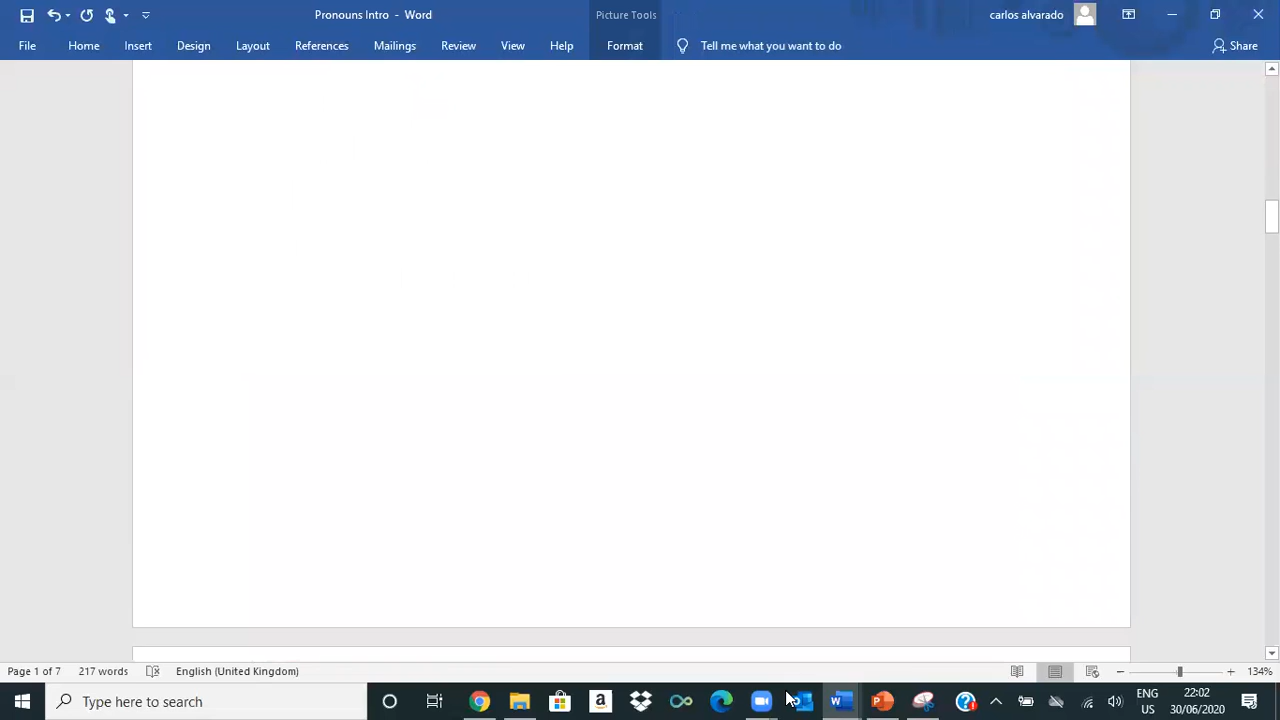 Pronouns Intro - Word
Picture Tools
carlos alvarado
File Home Insert Design Layout References Mailings Review View Help Format Tell me what you want to do Share
Page 1 of 7 217 words English (United Kingdom) 134%
Type here to search
ENG
US
22:02
30/06/2020